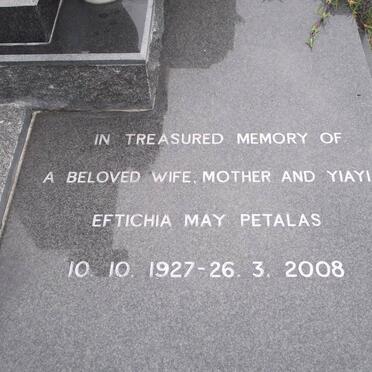 IN TREASURED MEMORY OF
A BELOVED WIFE, MOTHER AND YIAYI
EFTICHIA MAY PETALAS
10. 10. 1927-26. 3. 2008